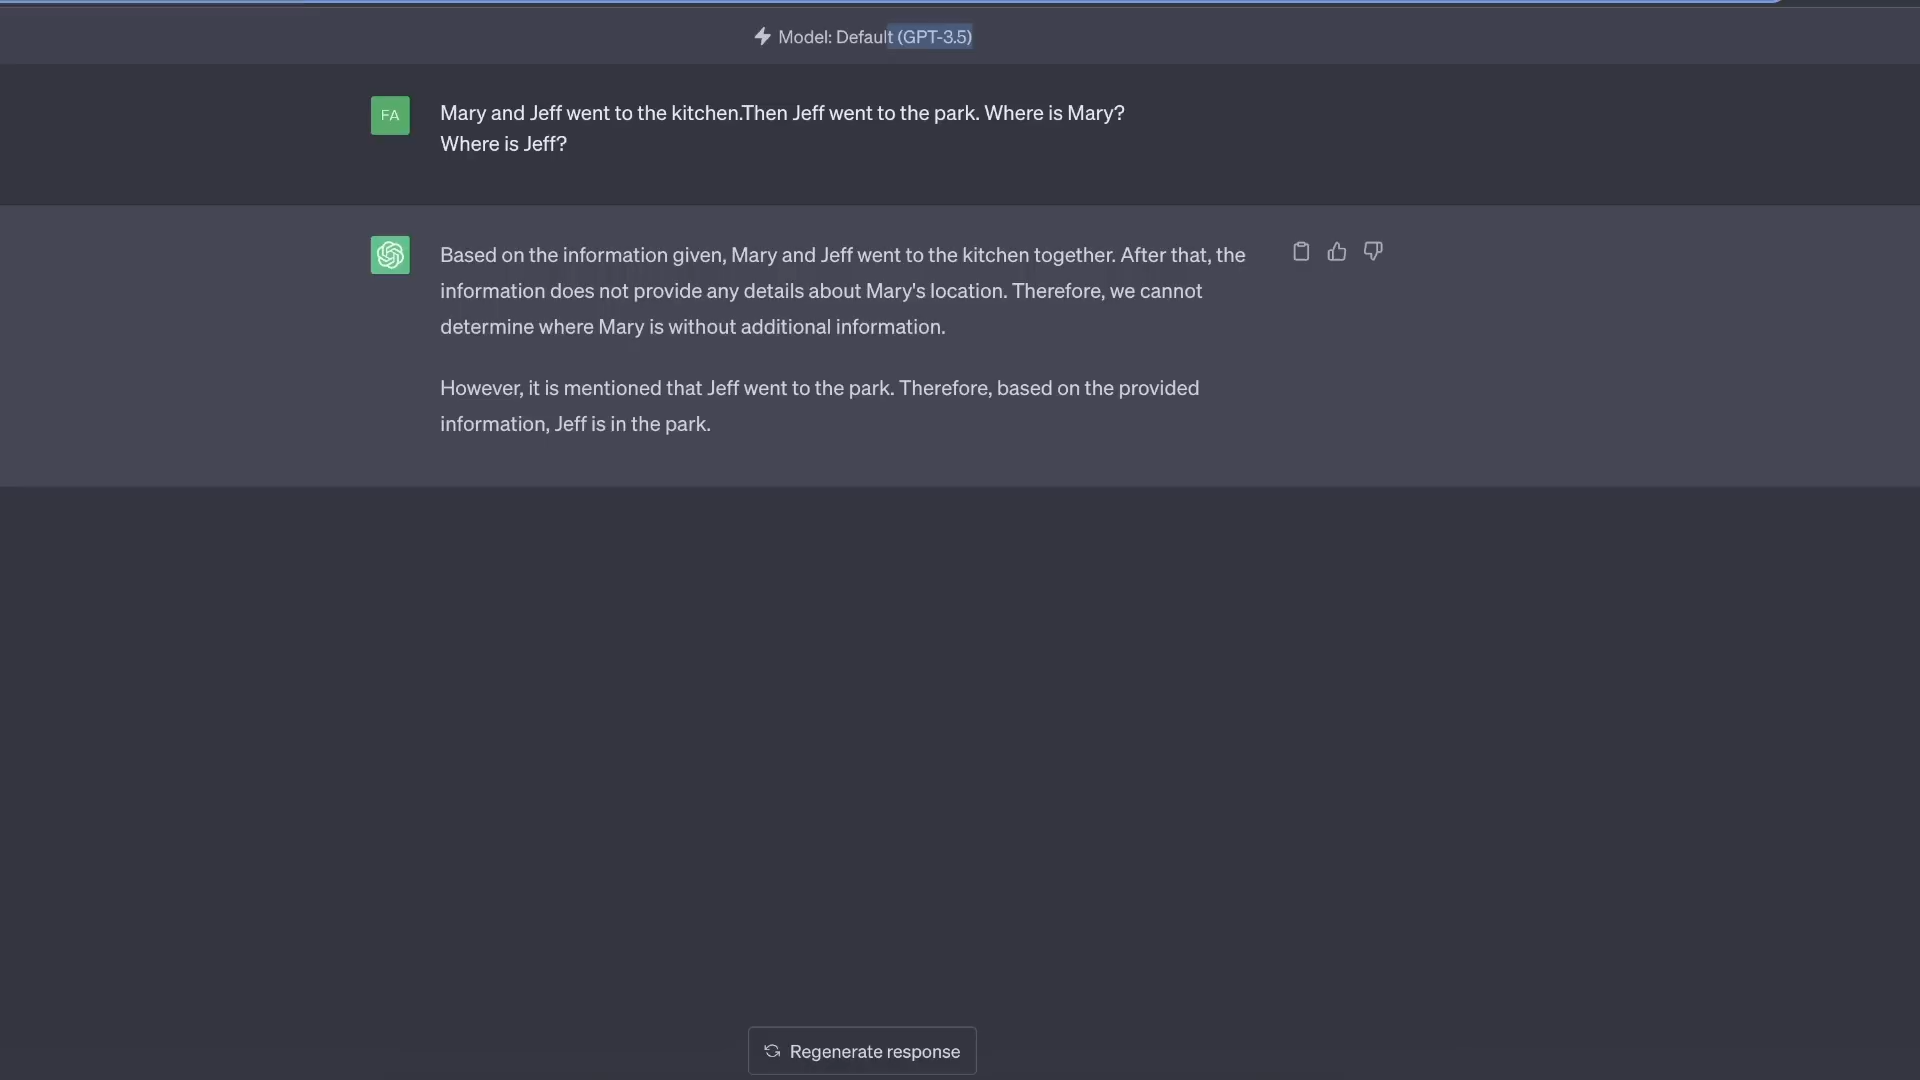 Model: Default (GPT-3.5)
FA
Mary and Jeff went to the kitchen.Then Jeff went to the park. Where is Mary?
Where is Jeff?
Based on the information given, Mary and Jeff went to the kitchen together. After that, the
information does not provide any details about Mary's location. Therefore, we cannot
determine where Mary is without additional information.
However, it is mentioned that Jeff went to the park. Therefore, based on the provided
information, Jeff is in the park.
Regenerate response